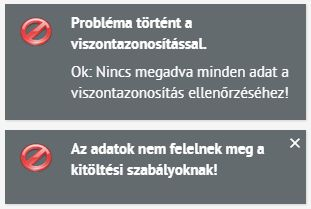 Probléma történt a
viszontazonosítással.
Ok: Nincs megadva minden adat a
viszontazonosítás ellenőrzéséhez!
Az adatok nem felelnek meg a
kitöltési szabályoknak!